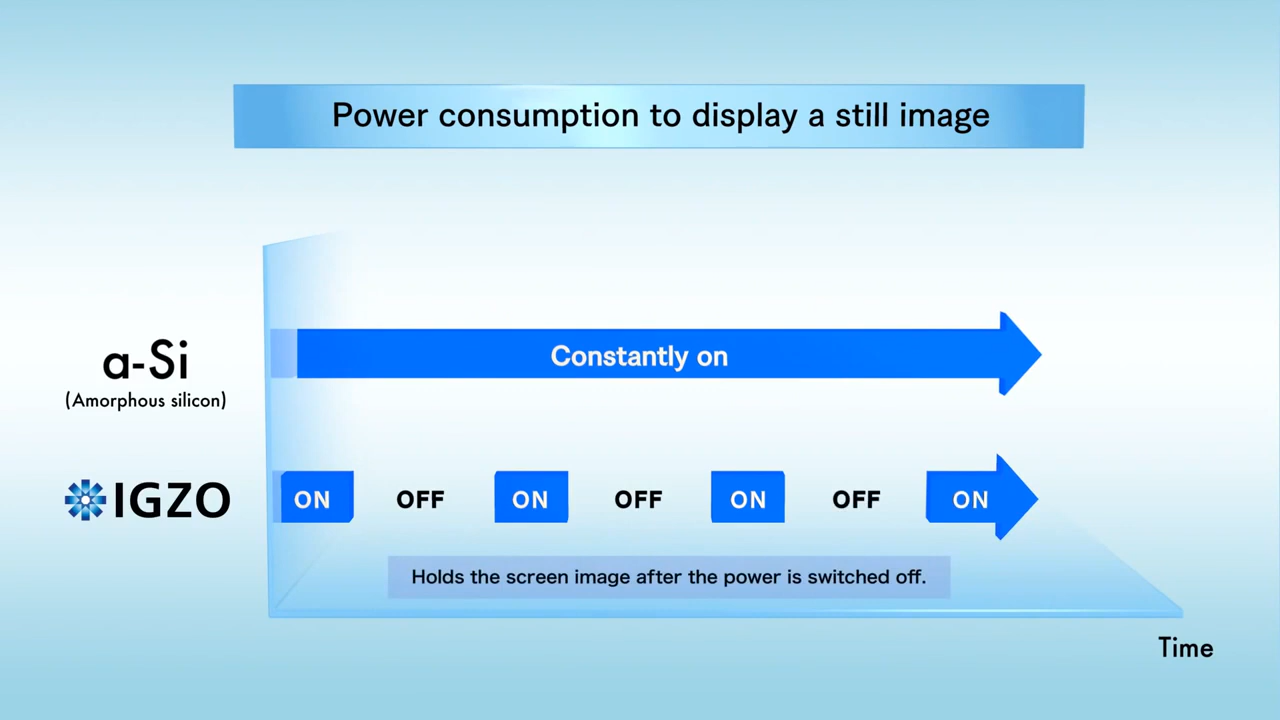 Power consumption to display a still image
a-Si
(Amorphous silicon)
Constantly on
IGZO
ON OFF ON OFF ON OFF ON
Holds the screen image after the power is switched off.
Time